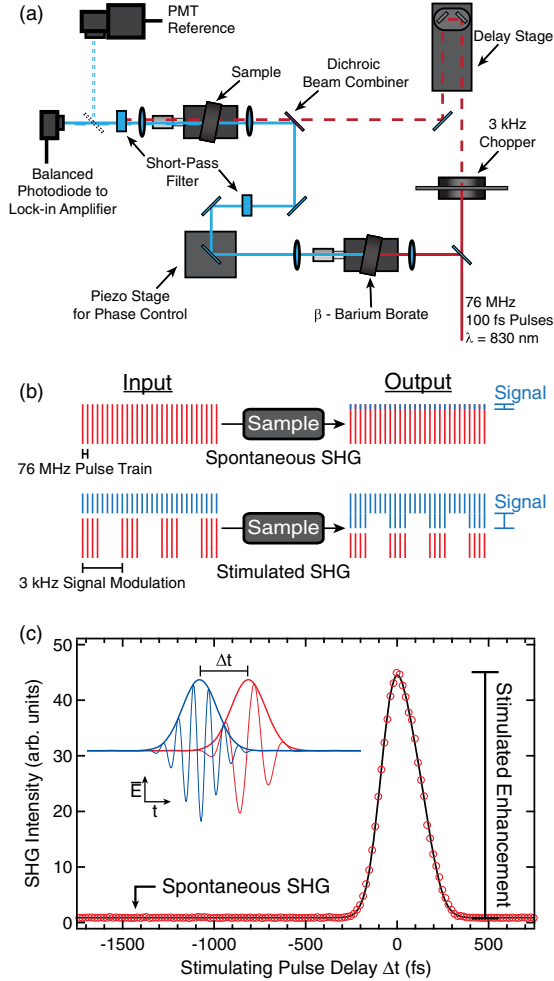 (a)
PMT
Reference
Sample
Dichroic
Beam Combiner
Delay Stage
3 kHz
Chopper
Balanced
Photodiode to
Lock-in Amplifier
Short-Pass
Filter
Piezo Stage
for Phase Control
β - Barium Borate
76 MHz
100 fs Pulses
λ = 830 nm
(b)
Input
Output
Signal
Sample
76 MHz Pulse Train
Spontaneous SHG
Signal
Sample
3 kHz Signal Modulation
Stimulated SHG
(c)
50
40
30
20
10
0
SHG Intensity (arb. units)
Δt
E̅
t
Spontaneous SHG
Stimulated Enhancement
-1500
-1000
-500
0
500
Stimulating Pulse Delay Δt (fs)